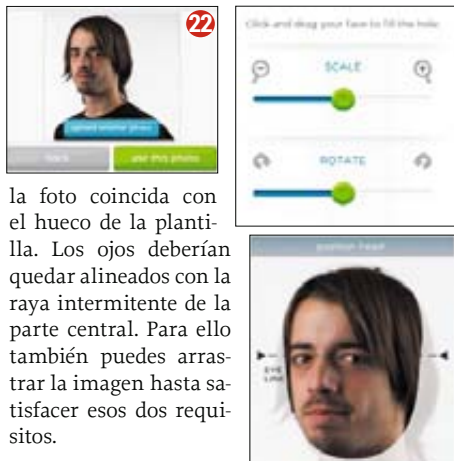 22
upload another photo
back
use this photo
Click and drag your face to fill the hole
SCALE
ROTATE
la foto coincida con
el hueco de la planti-
lla. Los ojos deberían
quedar alineados con la
raya intermitente de la
parte central. Para ello
también puedes arras-
trar la imagen hasta sa-
tisfacer esos dos requi-
sitos.
position head
EYE
LINE